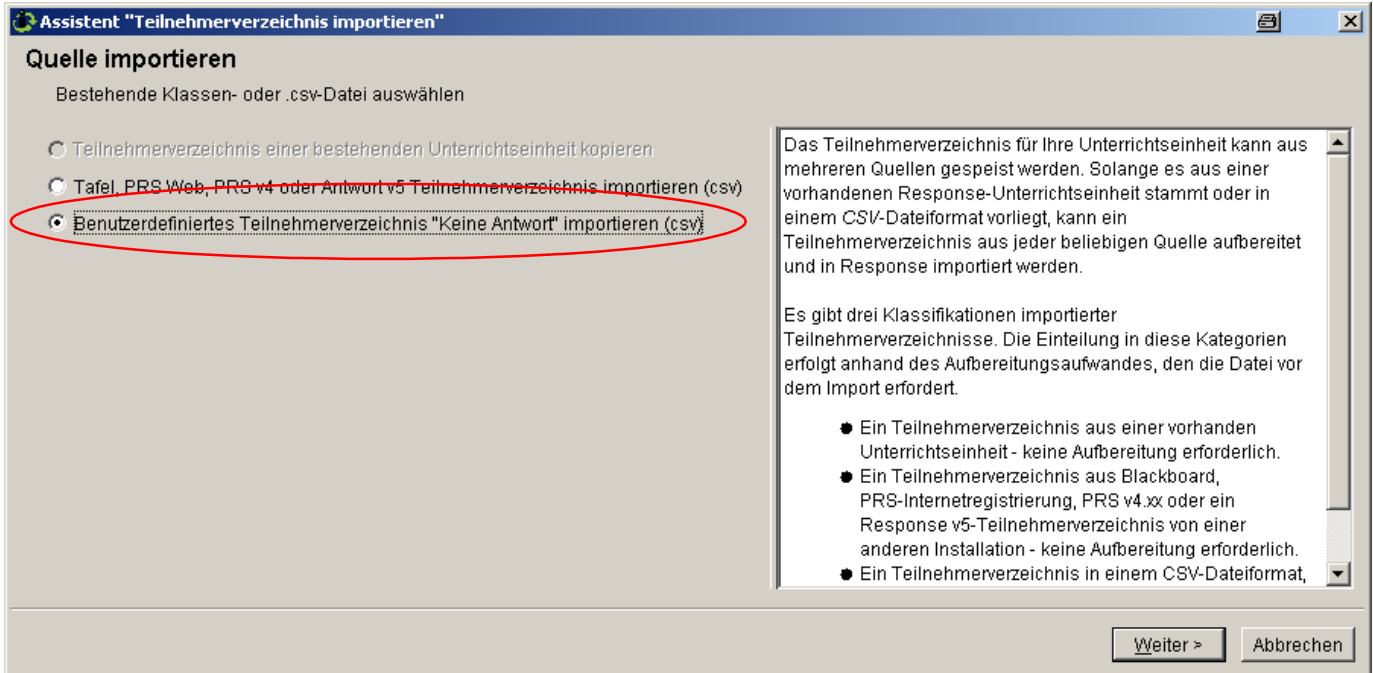 Assistent "Teilnehmerverzeichnis importieren"
Quelle importieren
Bestehende Klassen- oder .csv-Datei auswählen
Teilnehmerverzeichnis einer bestehenden Unterrichtseinheit kopieren
Tafel, PRS Web, PRS v4 oder Antwort v5 Teilnehmerverzeichnis importieren (csv)
Benutzerdefiniertes Teilnehmerverzeichnis "Keine Antwort" importieren (csv)
Das Teilnehmerverzeichnis für Ihre Unterrichtseinheit kann aus
mehreren Quellen gespeist werden. Solange es aus einer
vorhandenen Response-Unterrichtseinheit stammt oder in
einem CSV-Dateiformat vorliegt, kann ein
Teilnehmerverzeichnis aus jeder beliebigen Quelle aufbereitet
und in Response importiert werden.
Es gibt drei Klassifikationen importierter
Teilnehmerverzeichnisse. Die Einteilung in diese Kategorien
erfolgt anhand des Aufbereitungsaufwandes, den die Datei vor
dem Import erfordert.
Ein Teilnehmerverzeichnis aus einer vorhanden
Unterrichtseinheit - keine Aufbereitung erforderlich.
Ein Teilnehmerverzeichnis aus Blackboard,
PRS-Internetregistrierung, PRS v4.xx oder ein
Response v5-Teilnehmerverzeichnis von einer
anderen Installation - keine Aufbereitung erforderlich.
Ein Teilnehmerverzeichnis in einem CSV-Dateiformat,
Weiter >
Abbrechen